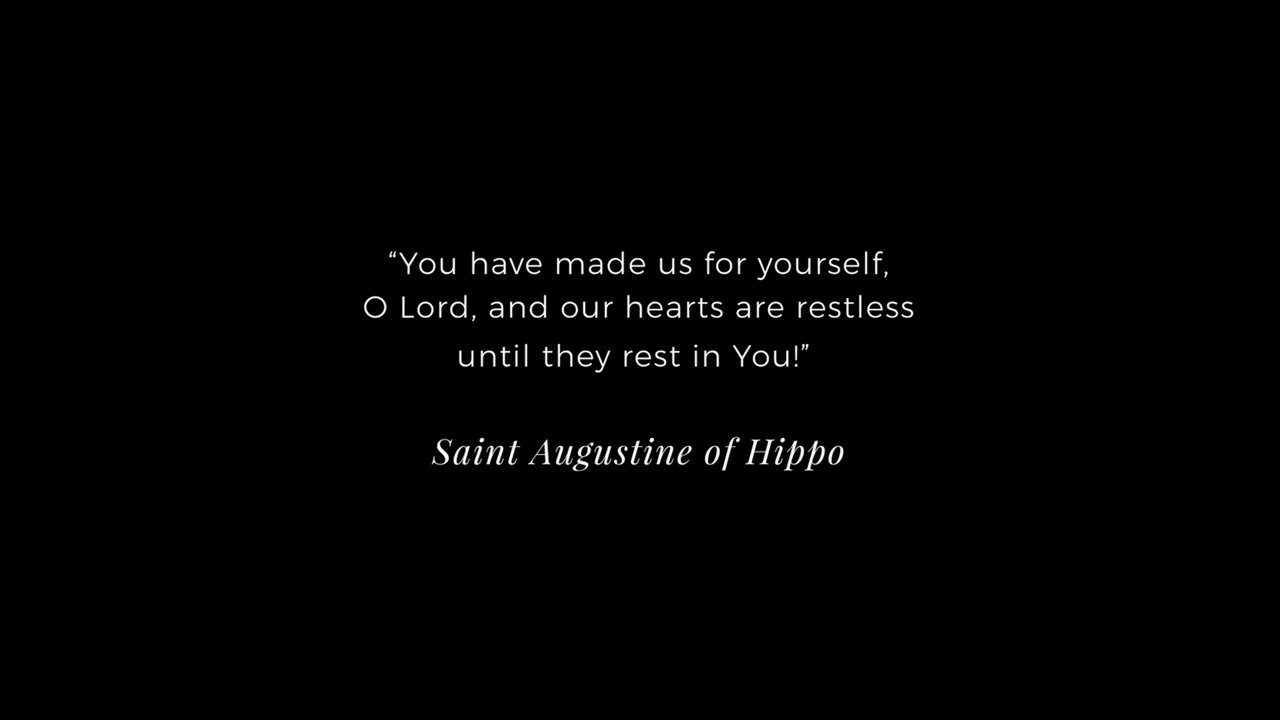 “You have made us for yourself,
O Lord, and our hearts are restless
until they rest in You!”
Saint Augustine of Hippo